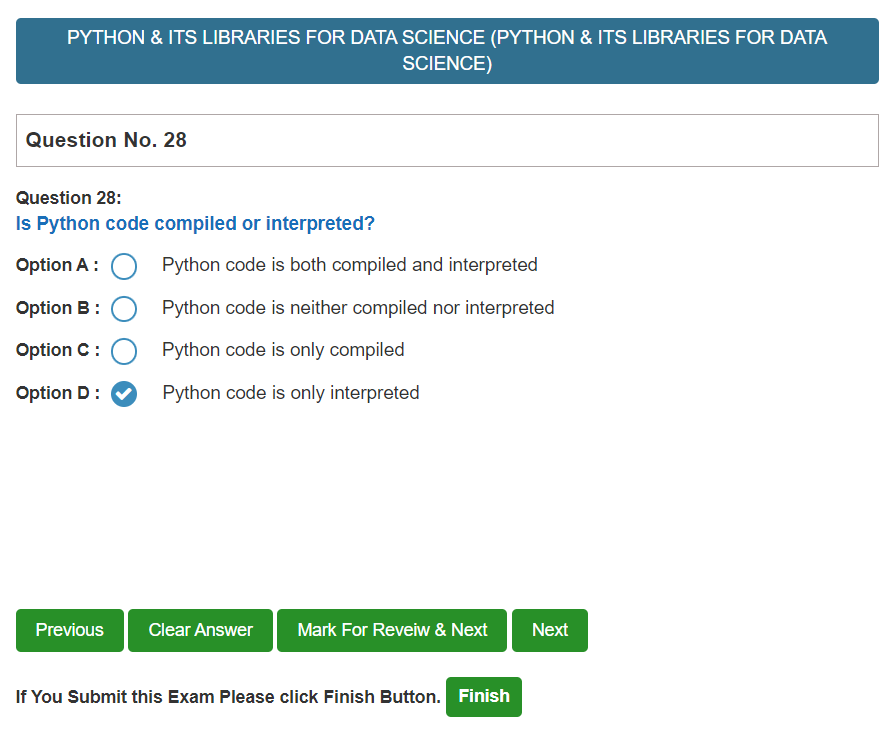 PYTHON & ITS LIBRARIES FOR DATA SCIENCE (PYTHON & ITS LIBRARIES FOR DATA
SCIENCE)
Question No. 28
Question 28:
Is Python code compiled or interpreted?
Option A : Python code is both compiled and interpreted
Option B : Python code is neither compiled nor interpreted
Option C : Python code is only compiled
Option D : Python code is only interpreted
Previous Clear Answer Mark For Reveiw & Next Next
If You Submit this Exam Please click Finish Button. Finish